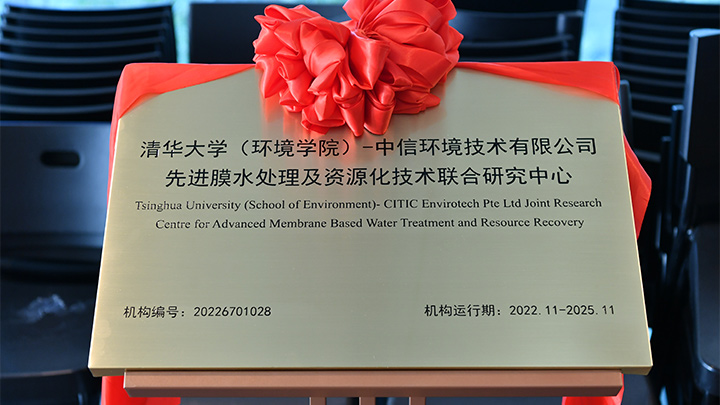 清华大学（环境学院）-中信环境技术有限公司
先进膜水处理及资源化技术联合研究中心
Tsinghua University (School of Environment)- CITIC Envirotech Pte Ltd Joint Research
Centre for Advanced Membrane Based Water Treatment and Resource Recovery
机构编号：20226701028
机构运行期：2022.11-2025.11